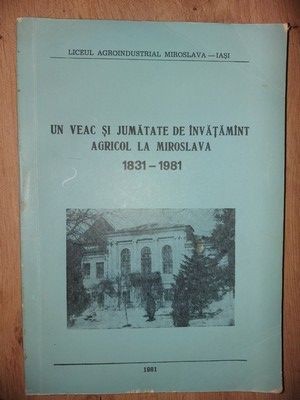 LICEUL AGROINDUSTRIAL MIROSLAVA — IAȘI
UN VEAC ȘI JUMĂTATE DE ÎNVĂȚĂMÎNT
AGRICOL LA MIROSLAVA
1831 – 1981
1981